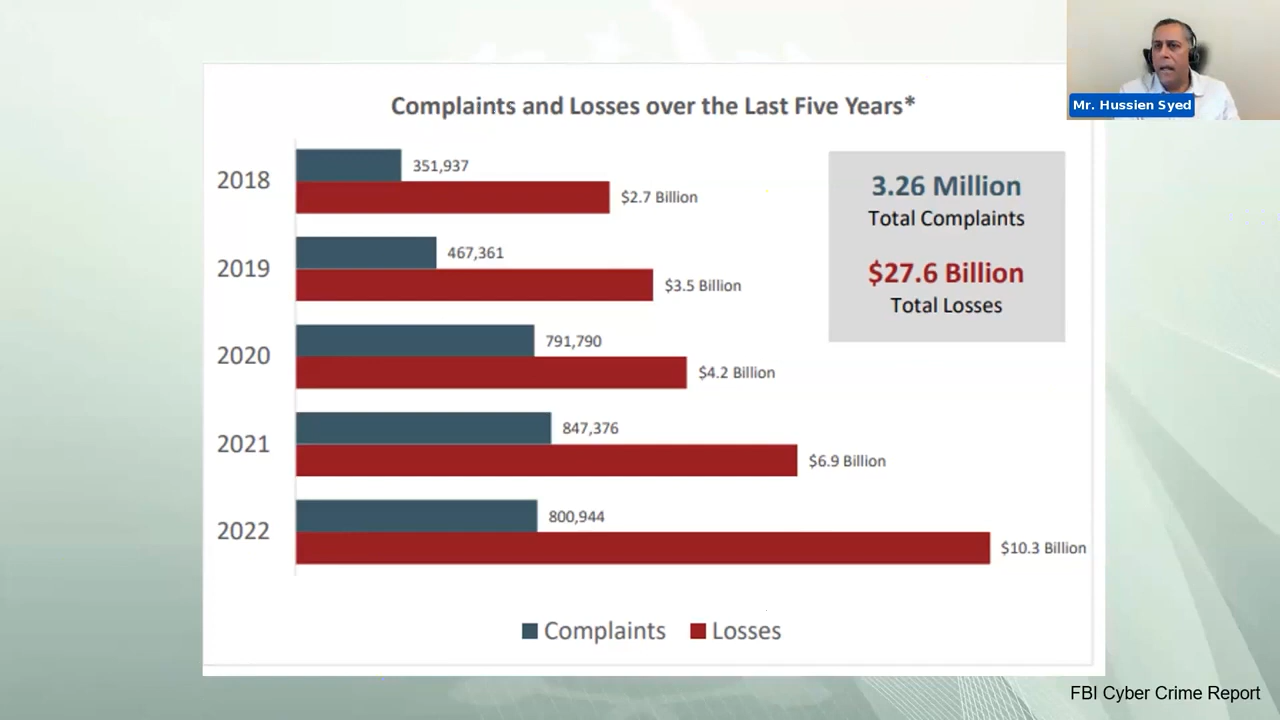 Mr. Hussien Syed
Complaints and Losses over the Last Five Years*
2018
351,937
$2.7 Billion
2019
467,361
$3.5 Billion
2020
791,790
$4.2 Billion
2021
847,376
$6.9 Billion
2022
800,944
$10.3 Billion
3.26 Million
Total Complaints
$27.6 Billion
Total Losses
Complaints Losses
FBI Cyber Crime Report